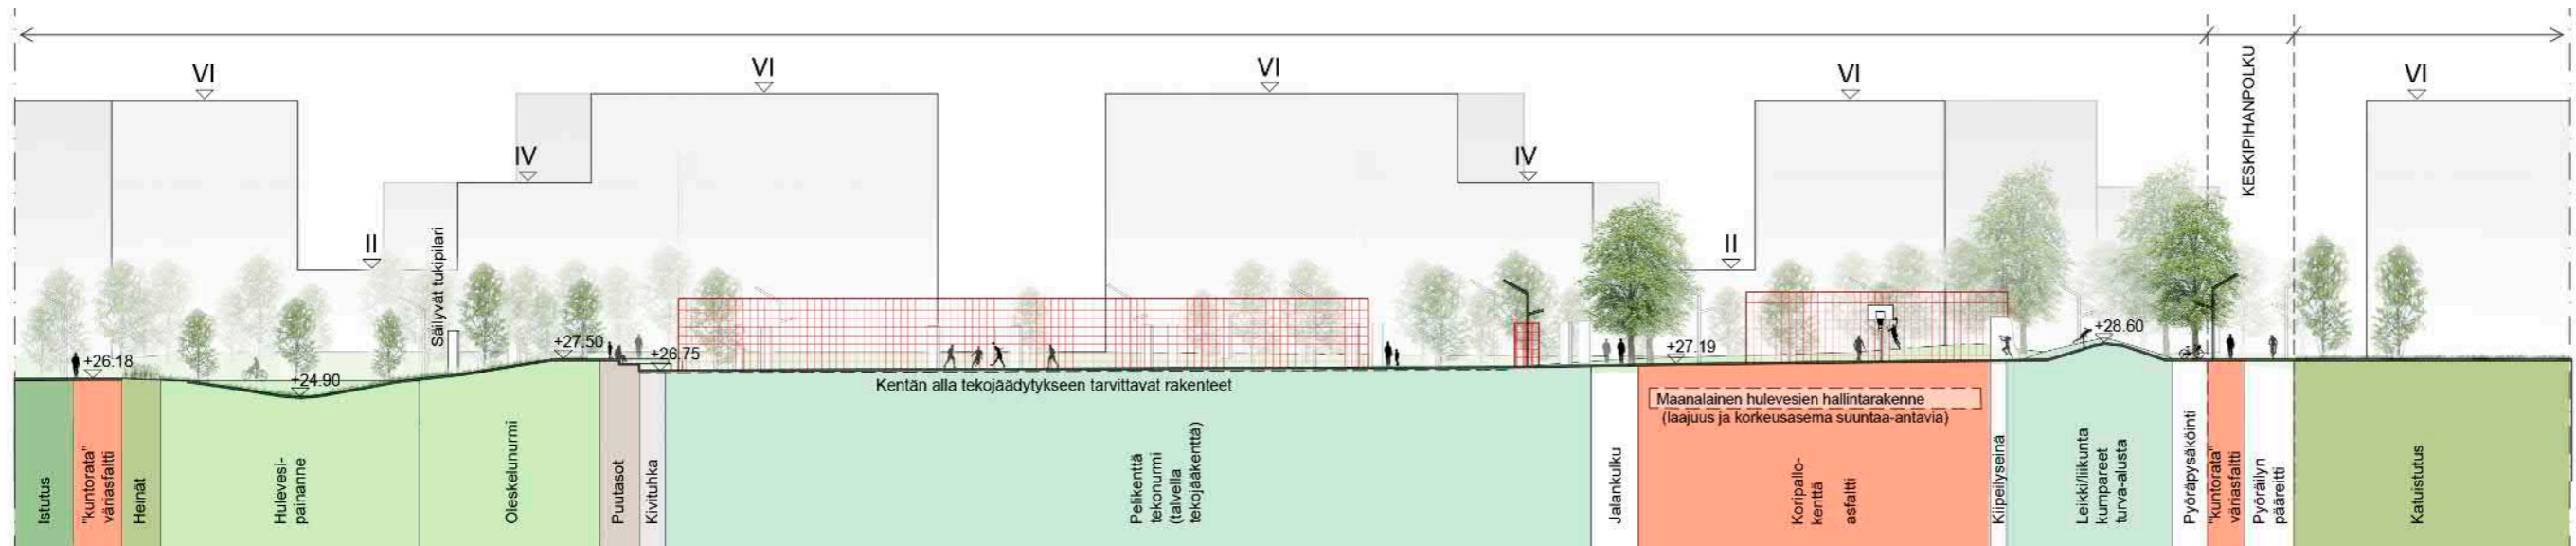 VI
VI
VI
VI
VI
KESKIPIHANPOLKU
IV
IV
II
II
Säilyvät tukipilari
+26.18
+24.90
+27.50
+26.75
+27.19
+28.60
Kentän alla tekojäädytykseen tarvittavat rakenteet
Maanalainen hulevesien hallintarakenne
(laajuus ja korkeusasema suuntaa-antavia)
Istutus
"kuntorata"
väriasfaltti
Heinät
Hulevesi-
painanne
Oleskelunurmi
Puutasot
Kivituhka
Pelikenttä
tekonurmi
(talvella
tekojääkenttä)
Jalankulku
Koripallo-
kenttä
asfaltti
Kiipeilyseinä
Leikki/liikunta
kumpareet
turva-alusta
Pyöräpysäköinti
"kuntorata"
väriasfaltti
Pyöräilyn
pääreitti
Katuistutus